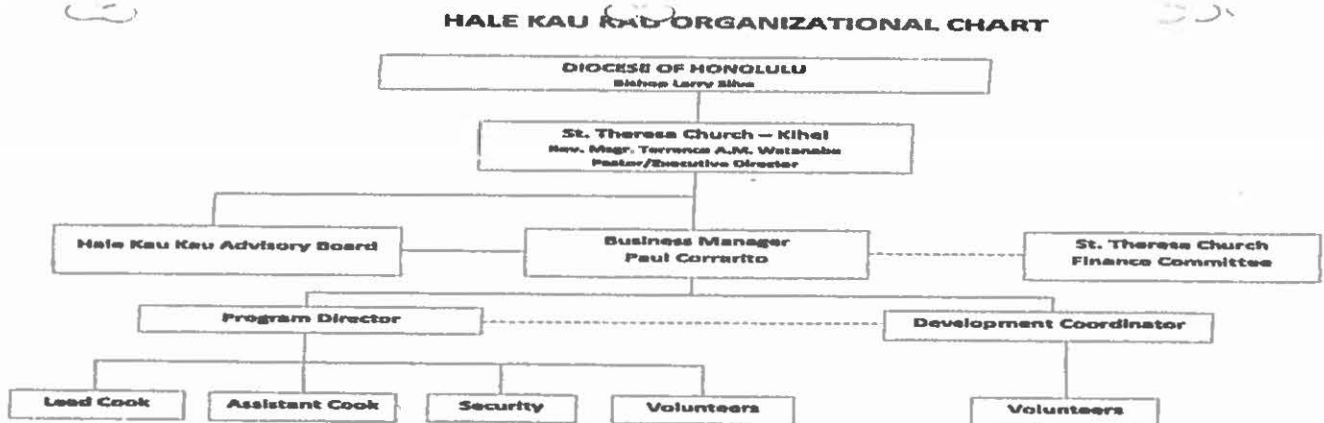 HALE KAU KAU ORGANIZATIONAL CHART
DIOCESE OF HONOLULU
Bishop Larry Silva
St. Theresa Church – Kihei
Rev. Msgr. Terrence A.M. Watanabe
Pastor/Executive Director
Hale Kau Kau Advisory Board
Business Manager
Paul Corrarito
St. Theresa Church
Finance Committee
Program Director
Development Coordinator
Lead Cook
Assistant Cook
Security
Volunteers
Volunteers